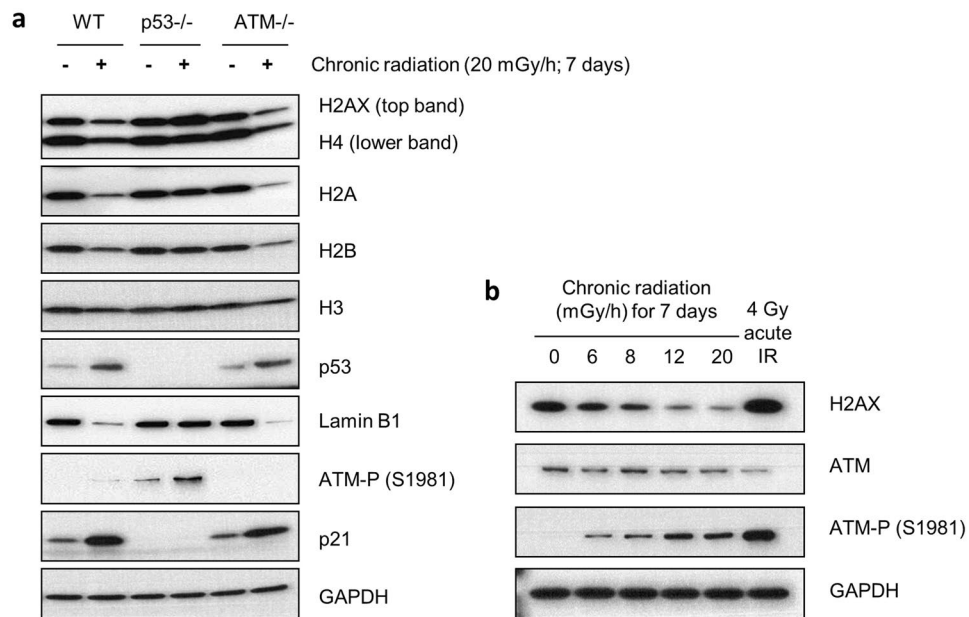 a
WT p53-/- ATM-/-
- + - + - + Chronic radiation (20 mGy/h; 7 days)
H2AX (top band)
H4 (lower band)
H2A
H2B
H3
p53
Lamin B1
ATM-P (S1981)
p21
GAPDH
b
Chronic radiation
(mGy/h) for 7 days
4 Gy
acute
IR
0 6 8 12 20
H2AX
ATM
ATM-P (S1981)
GAPDH